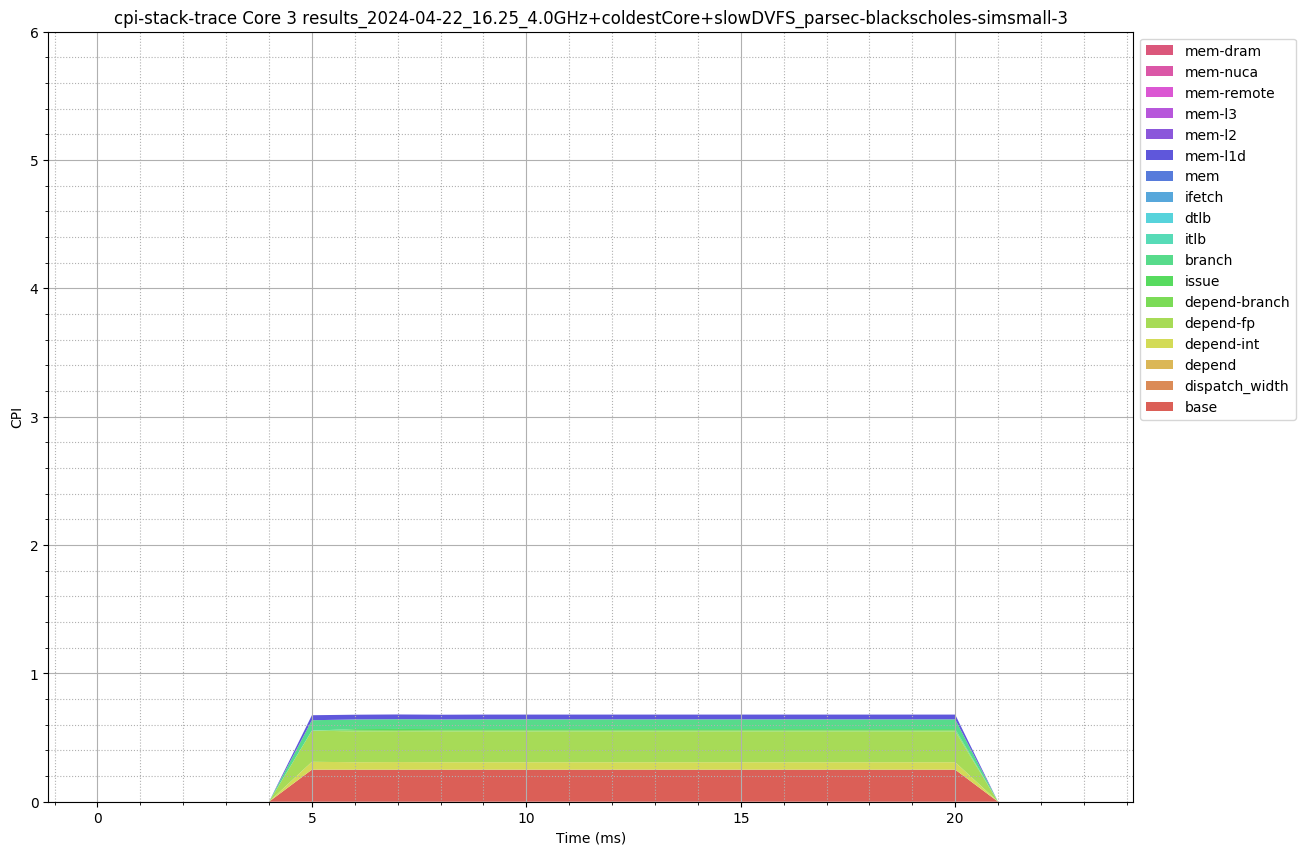 cpi-stack-trace Core 3 results_2024-04-22_16.25_4.0GHz+coldestCore+slowDVFS_parsec-blackscholes-simsmall-3
6
5
4
3
2
1
0
CPI
0 5 10 15 20
Time (ms)
mem-dram
mem-nuca
mem-remote
mem-l3
mem-l2
mem-l1d
mem
ifetch
dtlb
itlb
branch
issue
depend-branch
depend-fp
depend-int
depend
dispatch_width
base